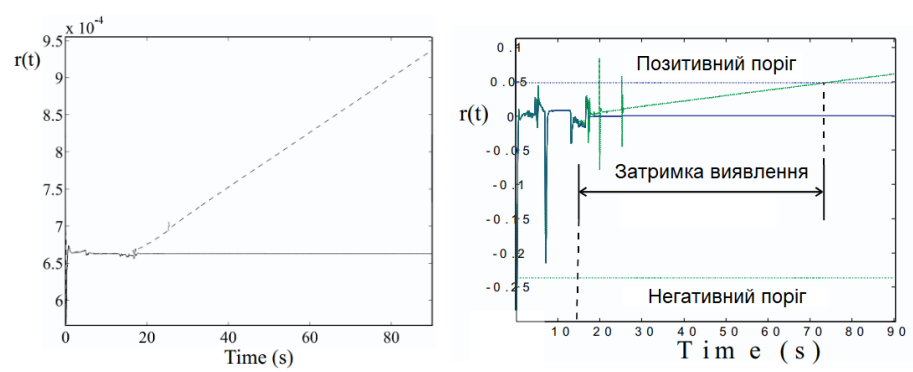 x 10⁻⁴
9.5
r(t)
9
8.5
8
7.5
7
6.5
6
0 20 40 60 80
Time (s)
0.1
Позитивний поріг
0.05
r(t)
0
-0.05
Затримка виявлення
-0.1
-0.15
-0.2
Негативний поріг
-0.25
10 20 30 40 50 60 70 80 90
Time (s)